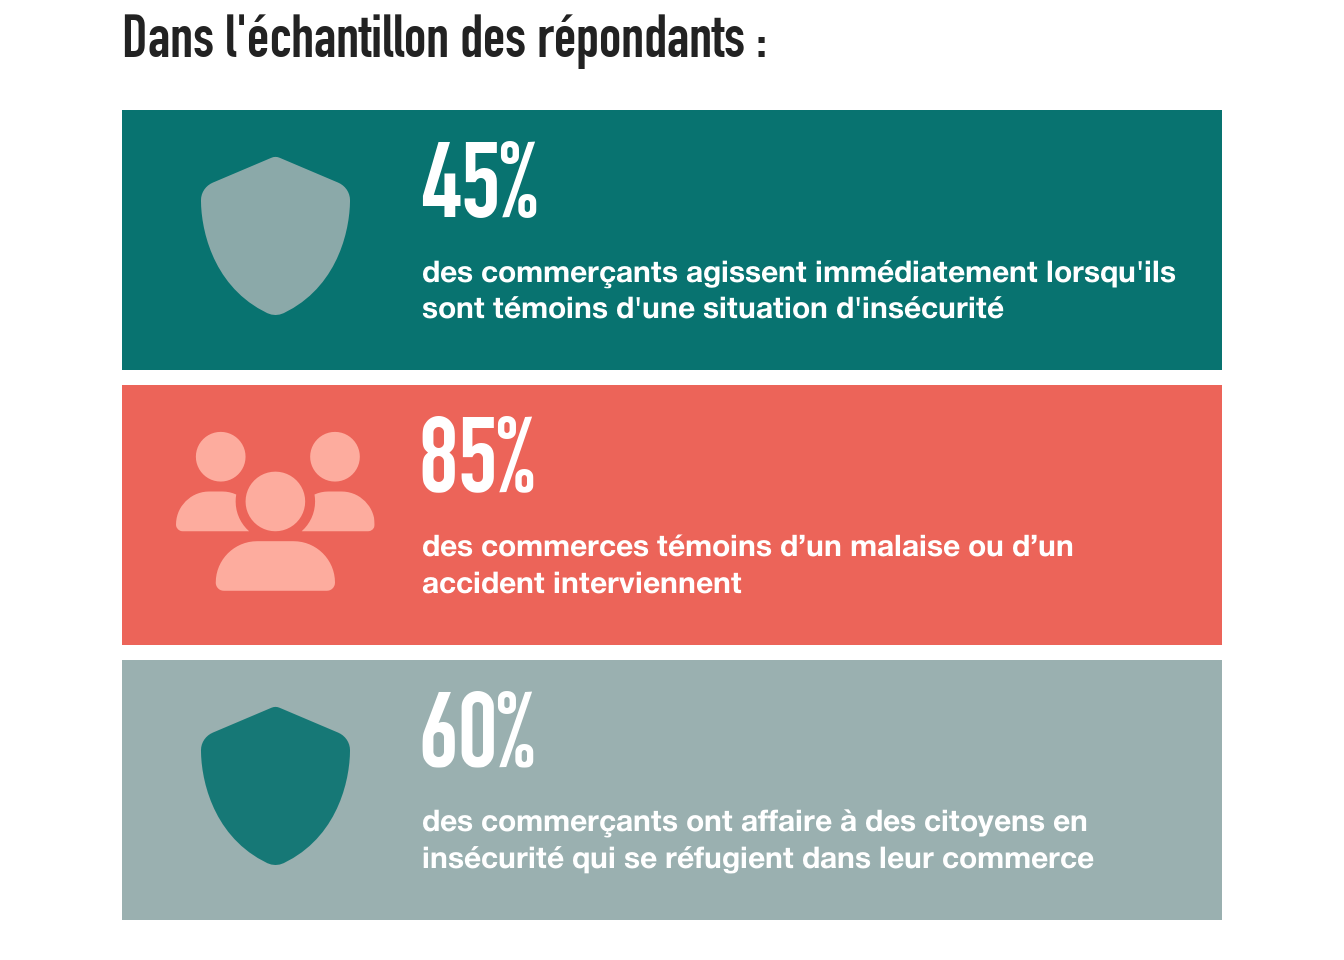 Dans l'échantillon des répondants :
45%
des commerçants agissent immédiatement lorsqu'ils
sont témoins d'une situation d'insécurité
85%
des commerces témoins d’un malaise ou d’un
accident interviennent
60%
des commerçants ont affaire à des citoyens en
insécurité qui se réfugient dans leur commerce